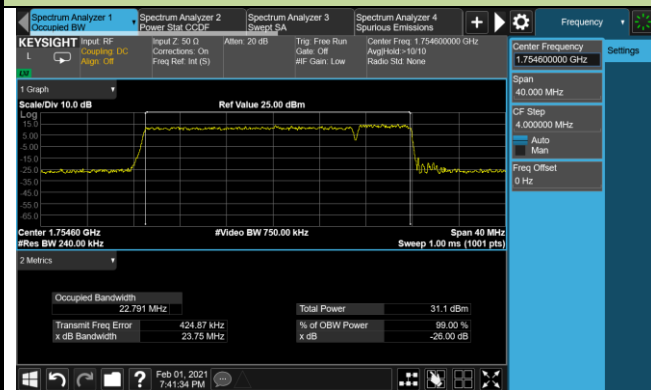 Spectrum Analyzer 1
Occupied BW
Spectrum Analyzer 2
Power Stat CCDF
Spectrum Analyzer 3
Swept SA
Spectrum Analyzer 4
Spurious Emissions
Frequency
KEYSIGHT
L
Input: RF
Coupling: DC
Align: Off
Input Z: 50 Ω
Corrections: On
Freq Ref: Int (S)
Atten: 20 dB
Trig: Free Run
Gate: Off
#IF Gain: Low
Center Freq: 1.754600000 GHz
Avg|Hold:>10/10
Radio Std: None
Center Frequency
1.754600000 GHz
Settings
Span
40.000 MHz
CF Step
4.000000 MHz
Auto
Man
Freq Offset
0 Hz
1 Graph
Scale/Div 10.0 dB
Ref Value 25.00 dBm
Log
15.0
5.00
-5.00
-15.0
-25.0
-35.0
-45.0
-55.0
-65.0
Center 1.75460 GHz
#Video BW 750.00 kHz
Span 40 MHz
#Res BW 240.00 kHz
Sweep 1.00 ms (1001 pts)
2 Metrics
Occupied Bandwidth
22.791 MHz
Total Power
31.1 dBm
Transmit Freq Error
424.87 kHz
% of OBW Power
99.00 %
x dB Bandwidth
23.75 MHz
x dB
-26.00 dB
?
Feb 01, 2021
7:41:34 PM